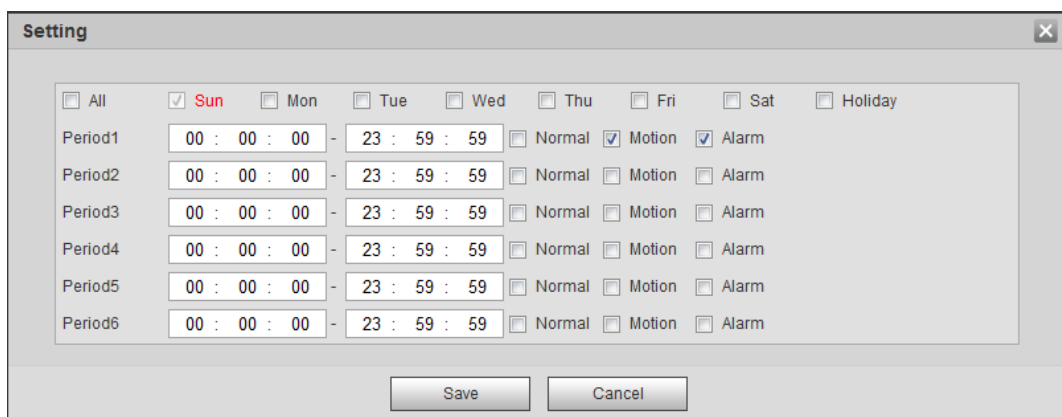 Setting
All Sun Mon Tue Wed Thu Fri Sat Holiday
Period1 00 : 00 : 00 - 23 : 59 : 59 Normal Motion Alarm
Period2 00 : 00 : 00 - 23 : 59 : 59 Normal Motion Alarm
Period3 00 : 00 : 00 - 23 : 59 : 59 Normal Motion Alarm
Period4 00 : 00 : 00 - 23 : 59 : 59 Normal Motion Alarm
Period5 00 : 00 : 00 - 23 : 59 : 59 Normal Motion Alarm
Period6 00 : 00 : 00 - 23 : 59 : 59 Normal Motion Alarm
Save Cancel